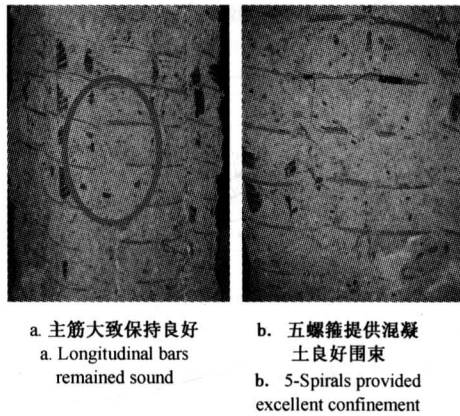 a. 主筋大致保持良好
a. Longitudinal bars
remained sound
b. 五螺箍提供混凝
土良好围束
b. 5-Spirals provided
excellent confinement